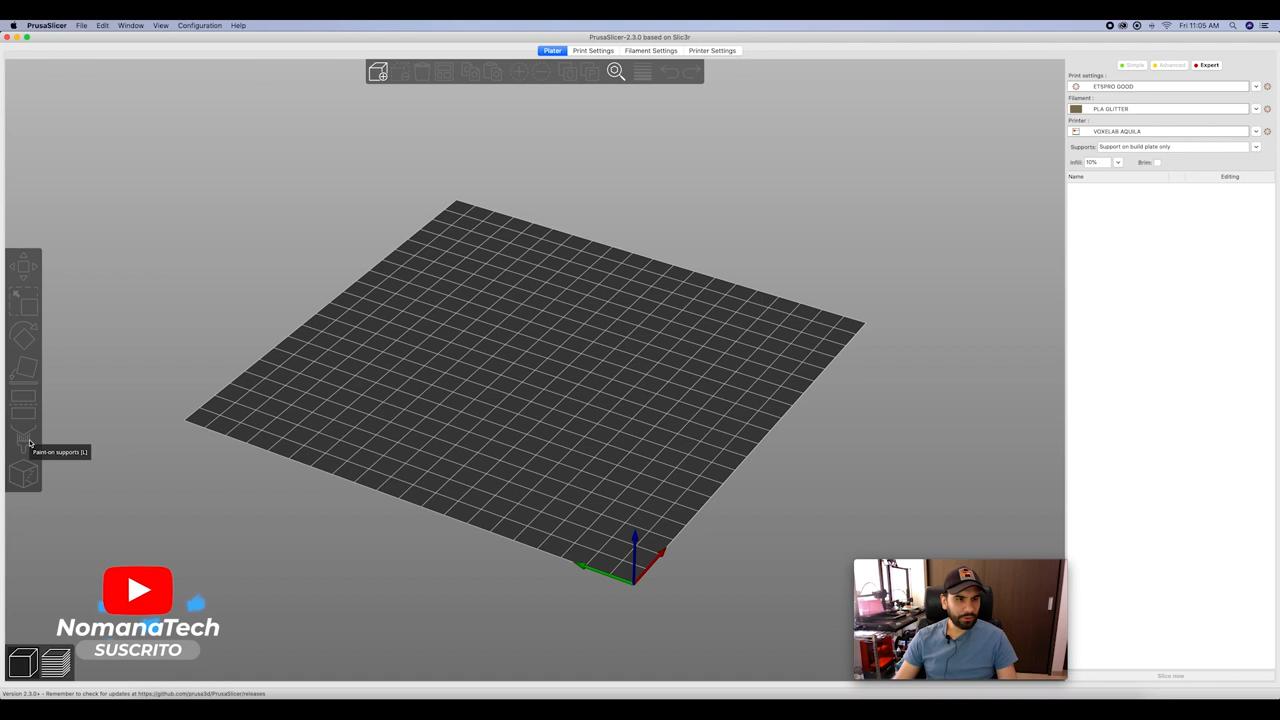 PrusaSlicer File Edit Window View Configuration Help
Fri 11:05 AM
PrusaSlicer-2.3.0 based on Slic3r
Plater Print Settings Filament Settings Printer Settings
Simple Advanced Expert
Print settings :
ETSPRO GOOD
Filament :
PLA GLITTER
Printer :
VOXELAB AQUILA
Supports: Support on build plate only
Infill: 10% Brim:
Name Editing
Paint-on supports [L]
NomanaTech
SUSCRITO
Slice now
Version 2.3.0+ - Remember to check for updates at https://github.com/prusa3d/PrusaSlicer/releases